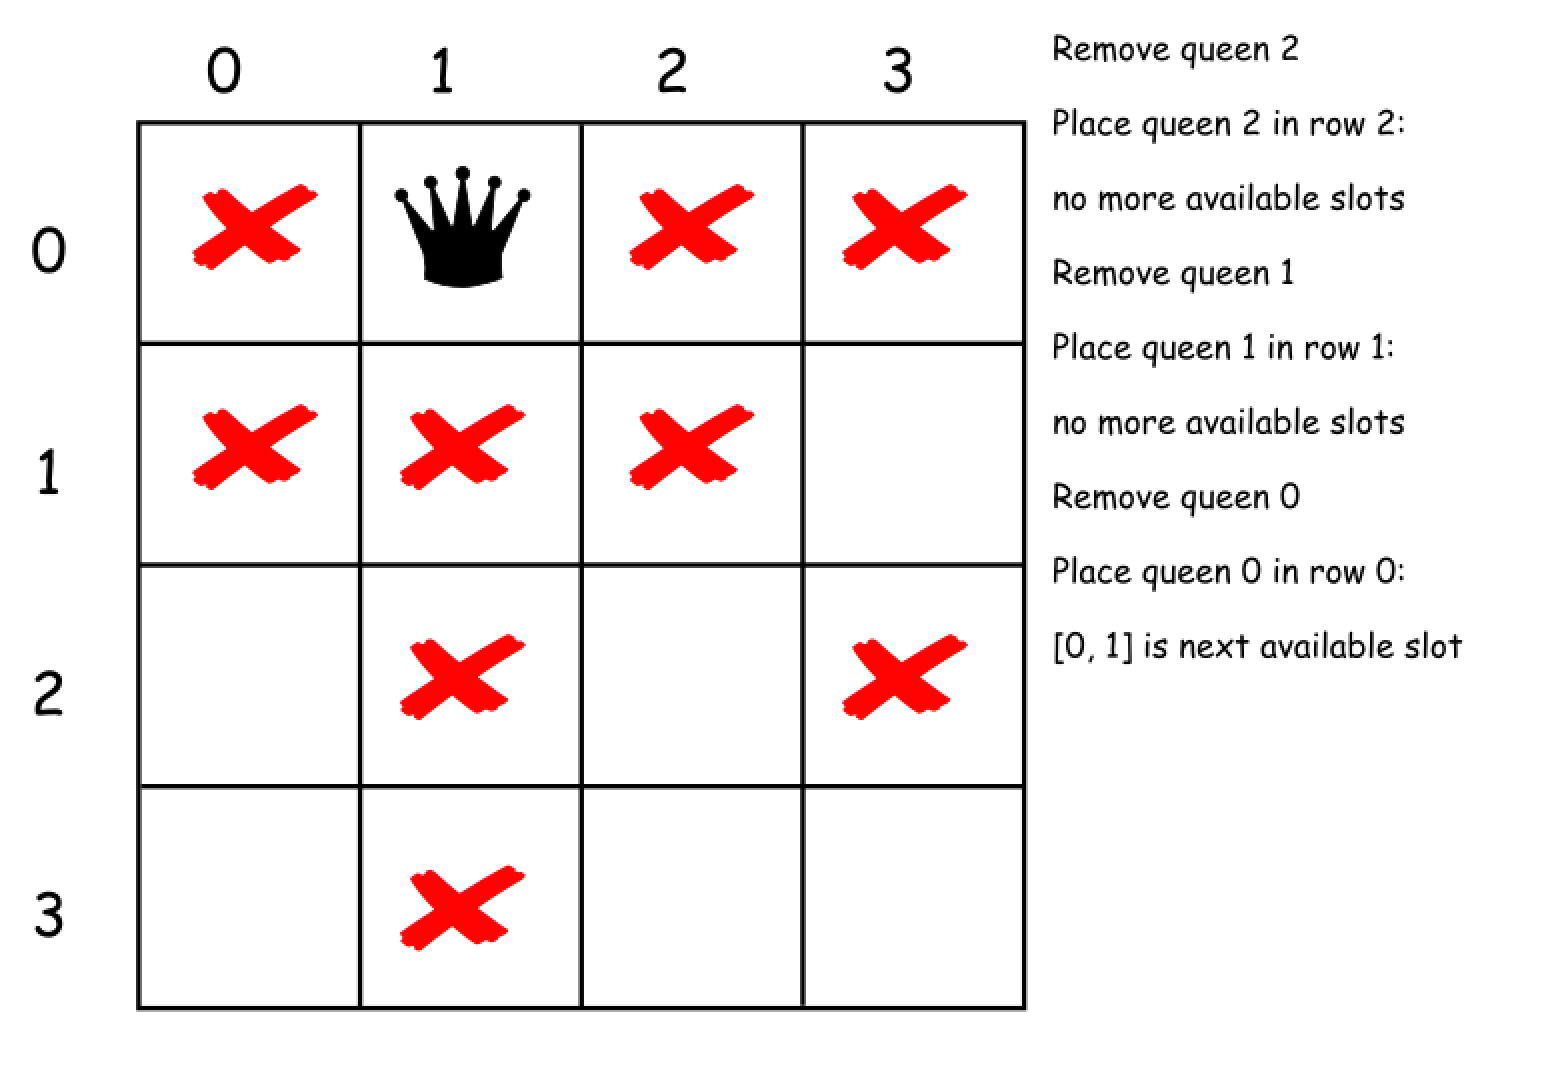 0 1 2 3
0
1
2
3
Remove queen 2
Place queen 2 in row 2:
no more available slots
Remove queen 1
Place queen 1 in row 1:
no more available slots
Remove queen 0
Place queen 0 in row 0:
[0, 1] is next available slot